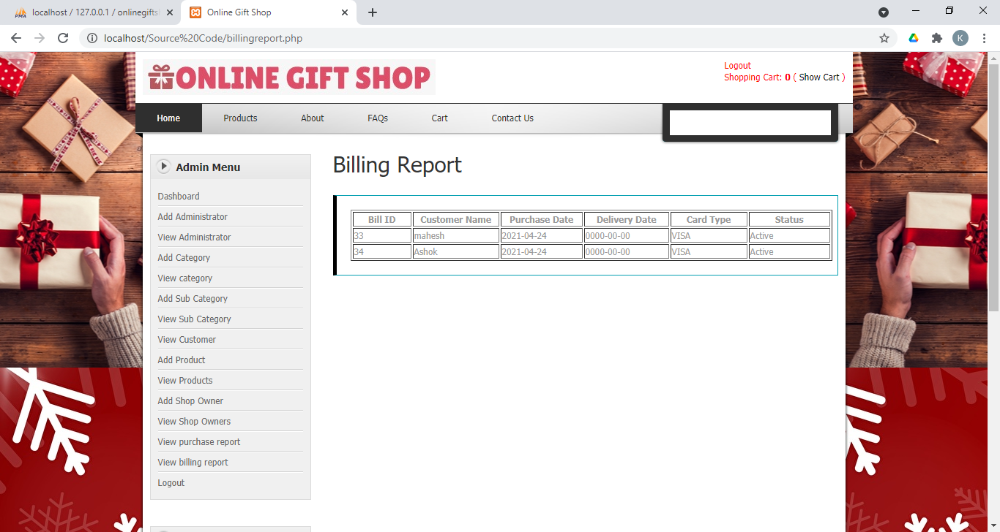 localhost / 127.0.0.1 / onlinegifts
Online Gift Shop
localhost/Source%20Code/billingreport.php
K
ONLINE GIFT SHOP
Logout
Shopping Cart: 0 ( Show Cart )
Home Products About FAQs Cart Contact Us
Admin Menu
Dashboard
Add Administrator
View Administrator
Add Category
View category
Add Sub Category
View Sub Category
View Customer
Add Product
View Products
Add Shop Owner
View Shop Owners
View purchase report
View billing report
Logout
Billing Report
Bill ID Customer Name Purchase Date Delivery Date Card Type Status
33 mahesh 2021-04-24 0000-00-00 VISA Active
34 Ashok 2021-04-24 0000-00-00 VISA Active